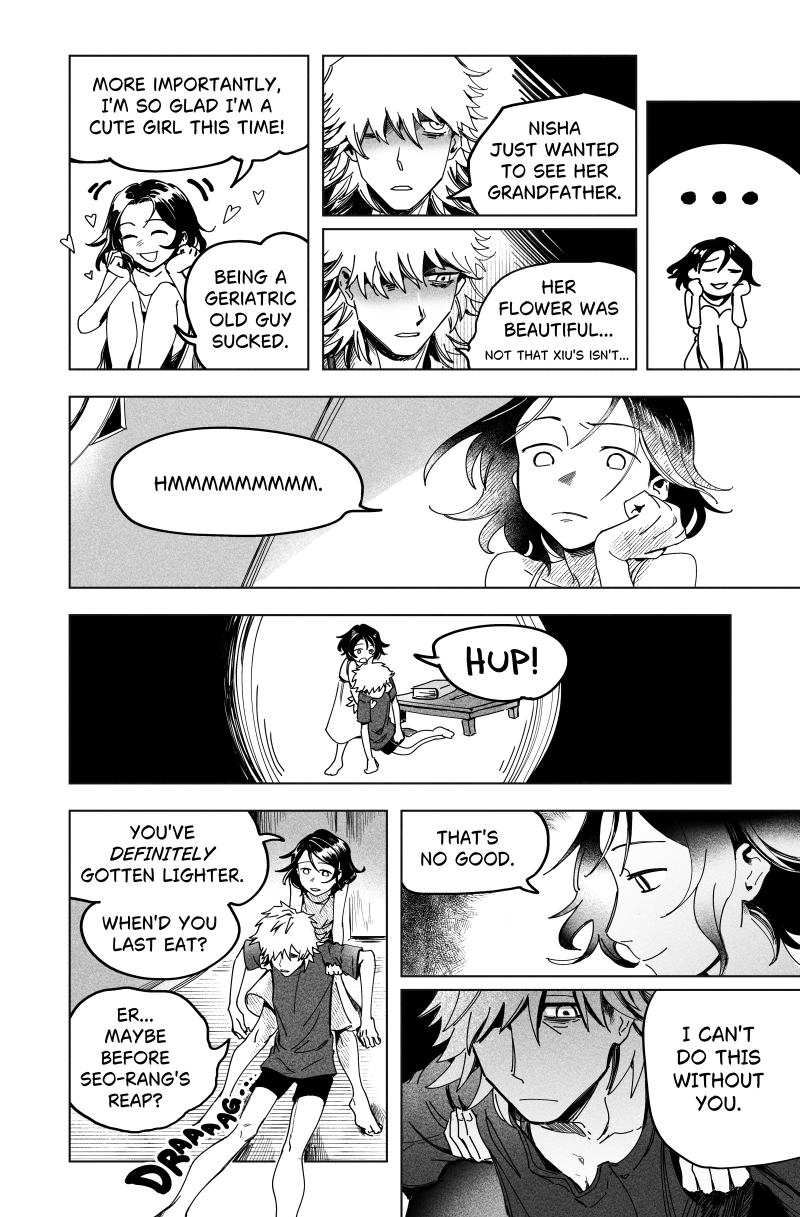 MORE IMPORTANTLY,
I'M SO GLAD I'M A
CUTE GIRL THIS TIME!
BEING A
GERIATRIC
OLD GUY
SUCKED.
NISHA
JUST WANTED
TO SEE HER
GRANDFATHER.
HER
FLOWER WAS
BEAUTIFUL...
NOT THAT XIU'S ISN'T...
...
HMMMMMMMMM.
HUP!
YOU'VE
DEFINITELY
GOTTEN LIGHTER.
WHEN'D YOU
LAST EAT?
ER...
MAYBE
BEFORE
SEO-RANG'S
REAP?
DRAAAAAG...
THAT'S
NO GOOD.
I CAN'T
DO THIS
WITHOUT
YOU.